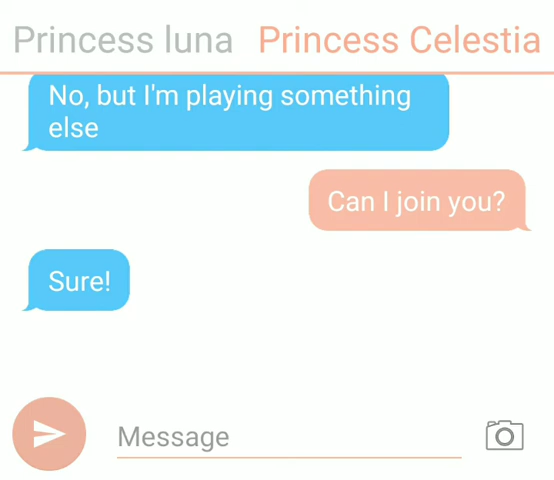 Princess luna Princess Celestia
No, but I'm playing something
else
Can I join you?
Sure!
Message